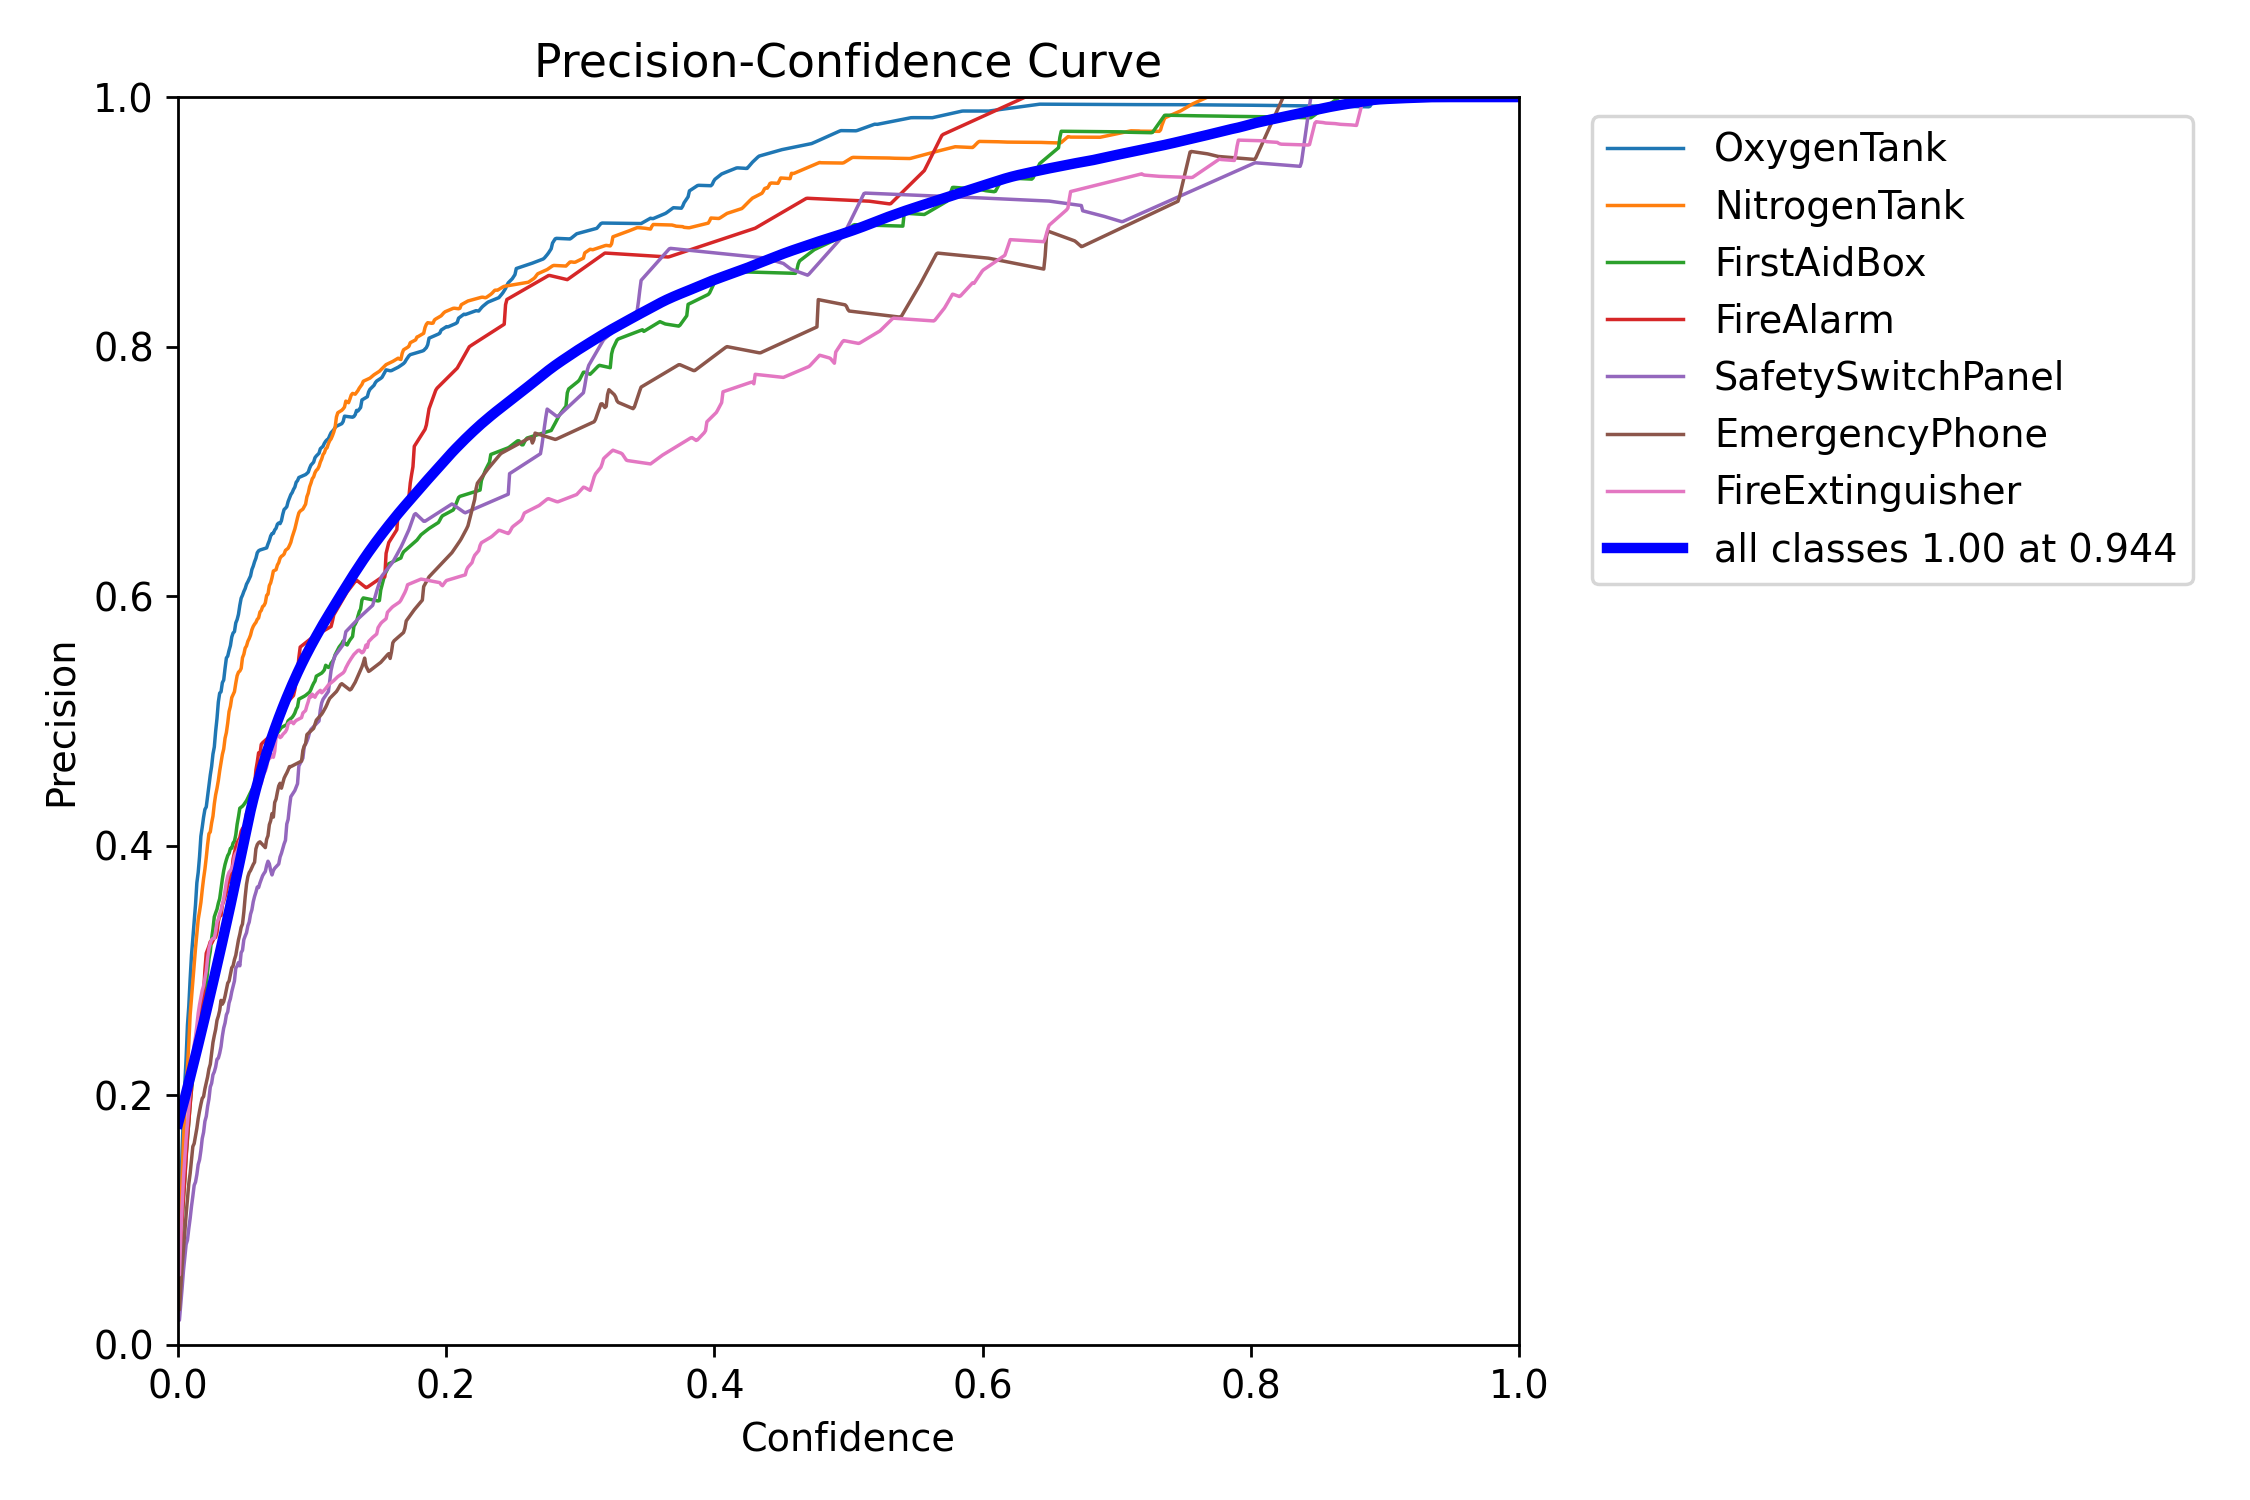 Precision-Confidence Curve
1.0
0.8
0.6
0.4
0.2
0.0
Precision
0.0 0.2 0.4 0.6 0.8 1.0
Confidence
OxygenTank
NitrogenTank
FirstAidBox
FireAlarm
SafetySwitchPanel
EmergencyPhone
FireExtinguisher
all classes 1.00 at 0.944